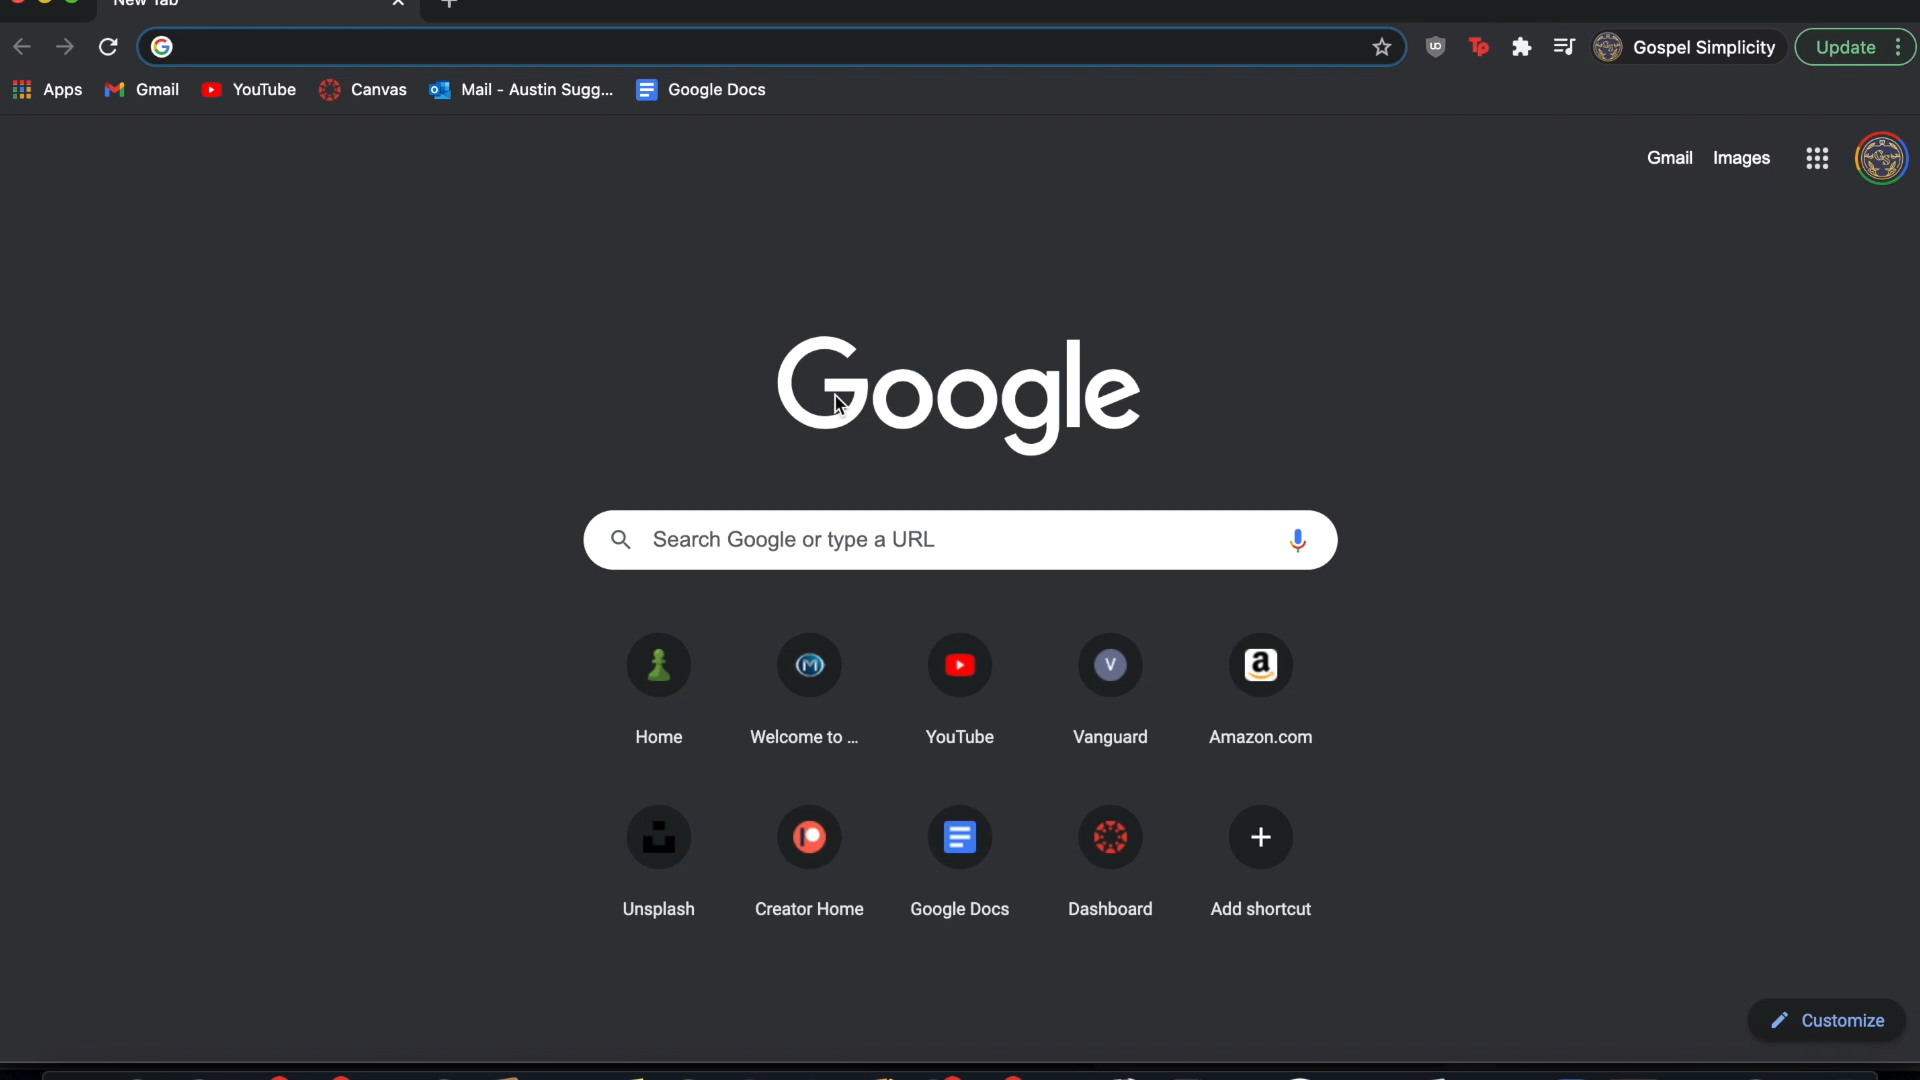 New Tab
Gospel Simplicity
Update
Apps
Gmail
YouTube
Canvas
Mail - Austin Sugg...
Google Docs
Gmail
Images
Google
Search Google or type a URL
Home
Welcome to ...
YouTube
Vanguard
Amazon.com
Unsplash
Creator Home
Google Docs
Dashboard
Add shortcut
Customize